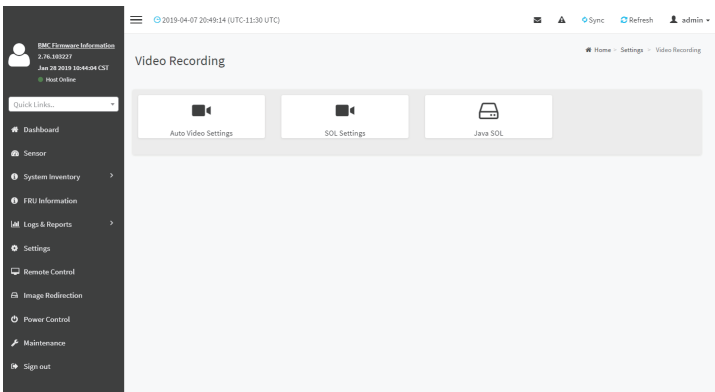 2019-04-07 20:49:14 (UTC-11:30 UTC)
Sync
Refresh
admin
BMC Firmware Information
2.76.103227
Jan 28 2019 10:44:04 CST
Host Online
Quick Links..
Dashboard
Sensor
System Inventory
FRU Information
Logs & Reports
Settings
Remote Control
Image Redirection
Power Control
Maintenance
Sign out
Video Recording
Home > Settings > Video Recording
Auto Video Settings
SOL Settings
Java SOL